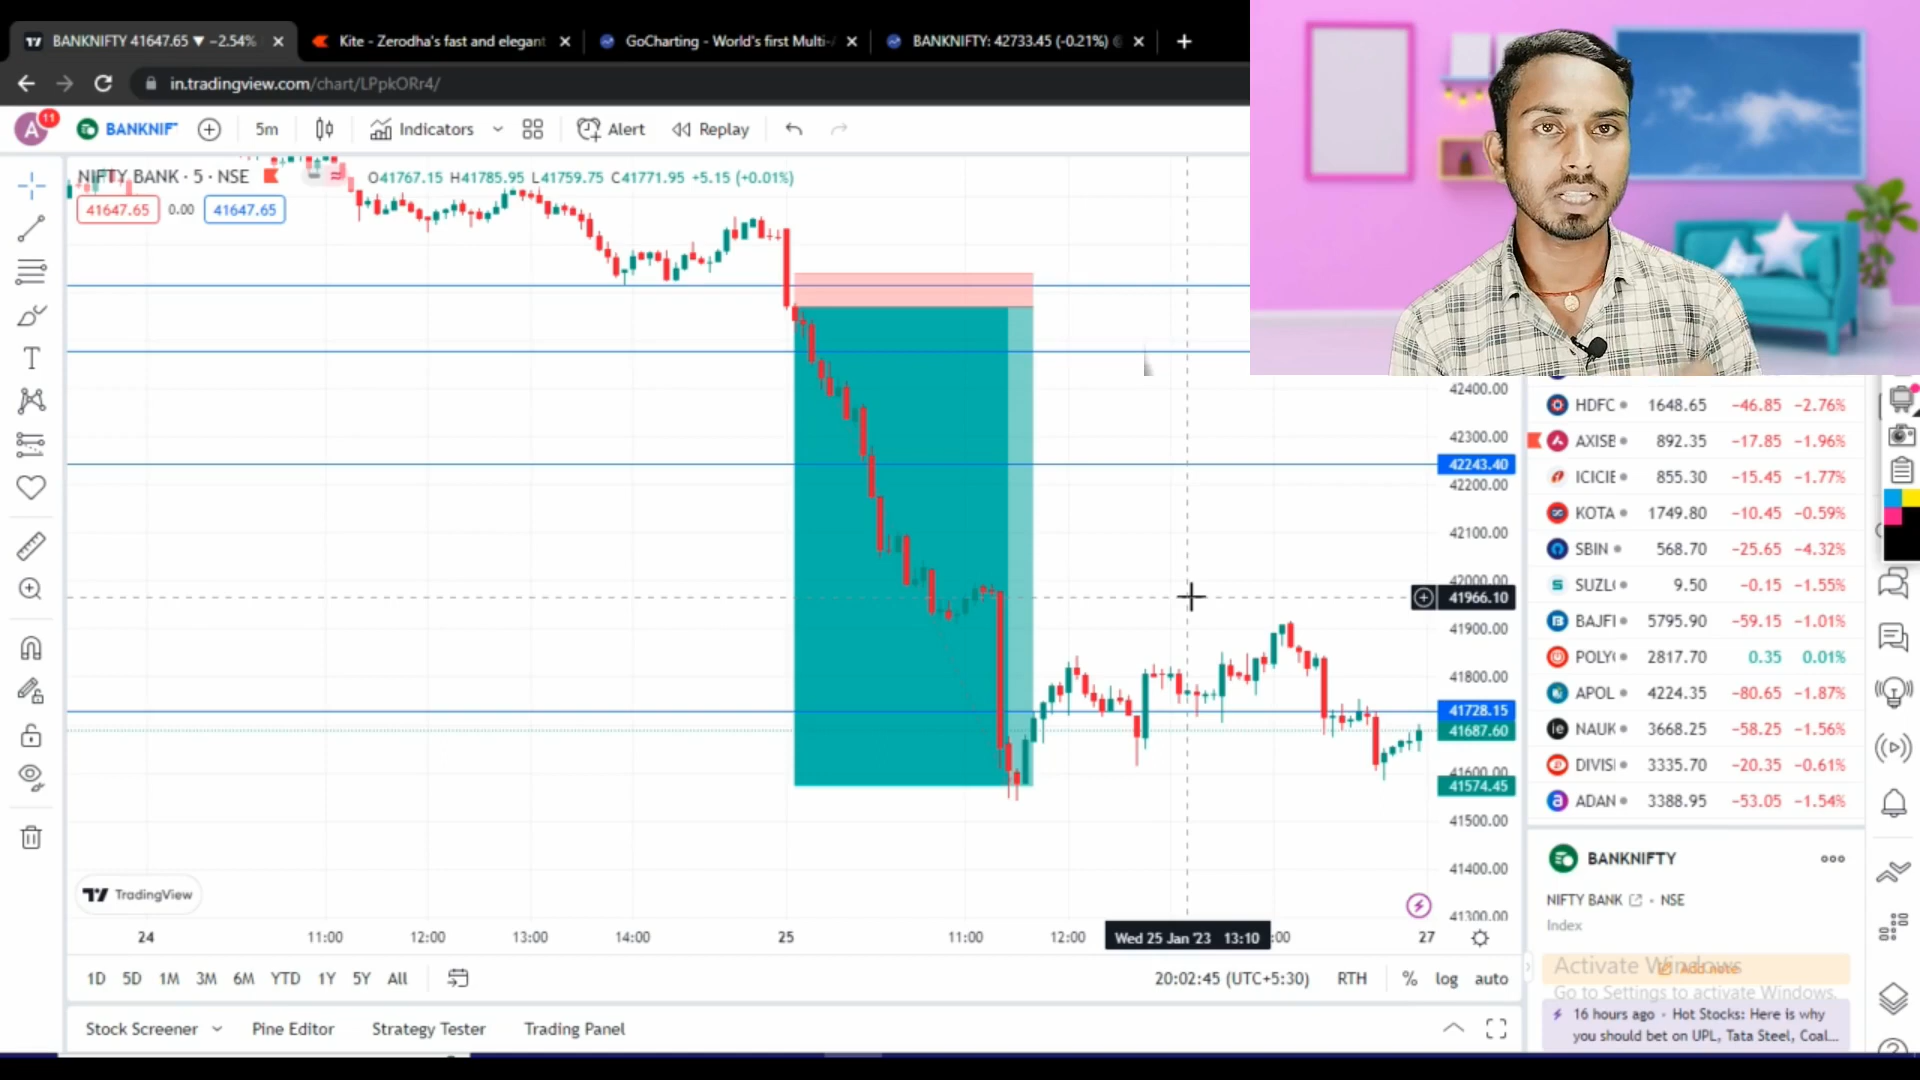 BANKNIFTY 41647.65 ▼ −2.54%
Kite - Zerodha's fast and elegant
GoCharting - World's first Multi-
BANKNIFTY: 42733.45 (-0.21%)
in.tradingview.com/chart/LPpkORr4/
A
11
BANKNIF
5m
Indicators
Alert
Replay
NIFTY BANK · 5 · NSE
O41767.15 H41785.95 L41759.75 C41771.95 +5.15 (+0.01%)
41647.65
0.00
41647.65
42400.00
42300.00
42243.40
42200.00
42100.00
42000.00
41966.10
41900.00
41800.00
41728.15
41687.60
41600.00
41574.45
41500.00
41400.00
41300.00
TradingView
24
11:00
12:00
13:00
14:00
25
11:00
12:00
Wed 25 Jan '23 13:10
:00
27
1D 5D 1M 3M 6M YTD 1Y 5Y All
20:02:45 (UTC+5:30)
RTH
%
log
auto
Stock Screener
Pine Editor
Strategy Tester
Trading Panel
HDFC 1648.65 −46.85 −2.76%
AXISE 892.35 −17.85 −1.96%
ICICIE 855.30 −15.45 −1.77%
KOTA 1749.80 −10.45 −0.59%
SBIN 568.70 −25.65 −4.32%
SUZL 9.50 −0.15 −1.55%
BAJFI 5795.90 −59.15 −1.01%
POLY 2817.70 0.35 0.01%
APOL 4224.35 −80.65 −1.87%
NAUK 3668.25 −58.25 −1.56%
DIVIS 3335.70 −20.35 −0.61%
ADAN 3388.95 −53.05 −1.54%
BANKNIFTY
NIFTY BANK · NSE
Index
Activate Windows
Add note
Go to Settings to activate Windows.
16 hours ago · Hot Stocks: Here is why
you should bet on UPL, Tata Steel, Coal...